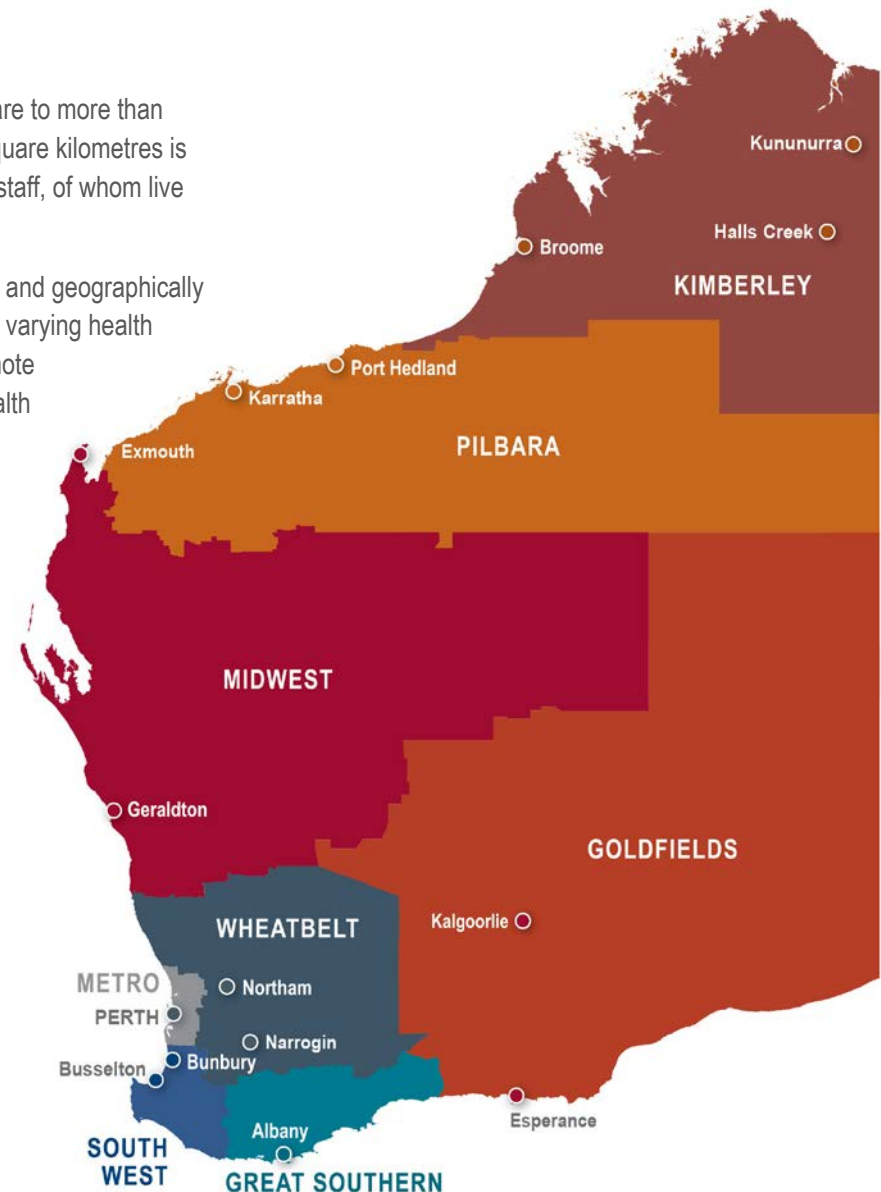 are to more than
quare kilometres is
staff, of whom live
and geographically
varying health
note
alth
Kununurra
Halls Creek
Broome
KIMBERLEY
Port Hedland
Karratha
Exmouth
PILBARA
MIDWEST
Geraldton
GOLDFIELDS
Kalgoorlie
WHEATBELT
METRO
Northam
PERTH
Narrogin
Bunbury
Busselton
Esperance
Albany
SOUTH
WEST
GREAT SOUTHERN